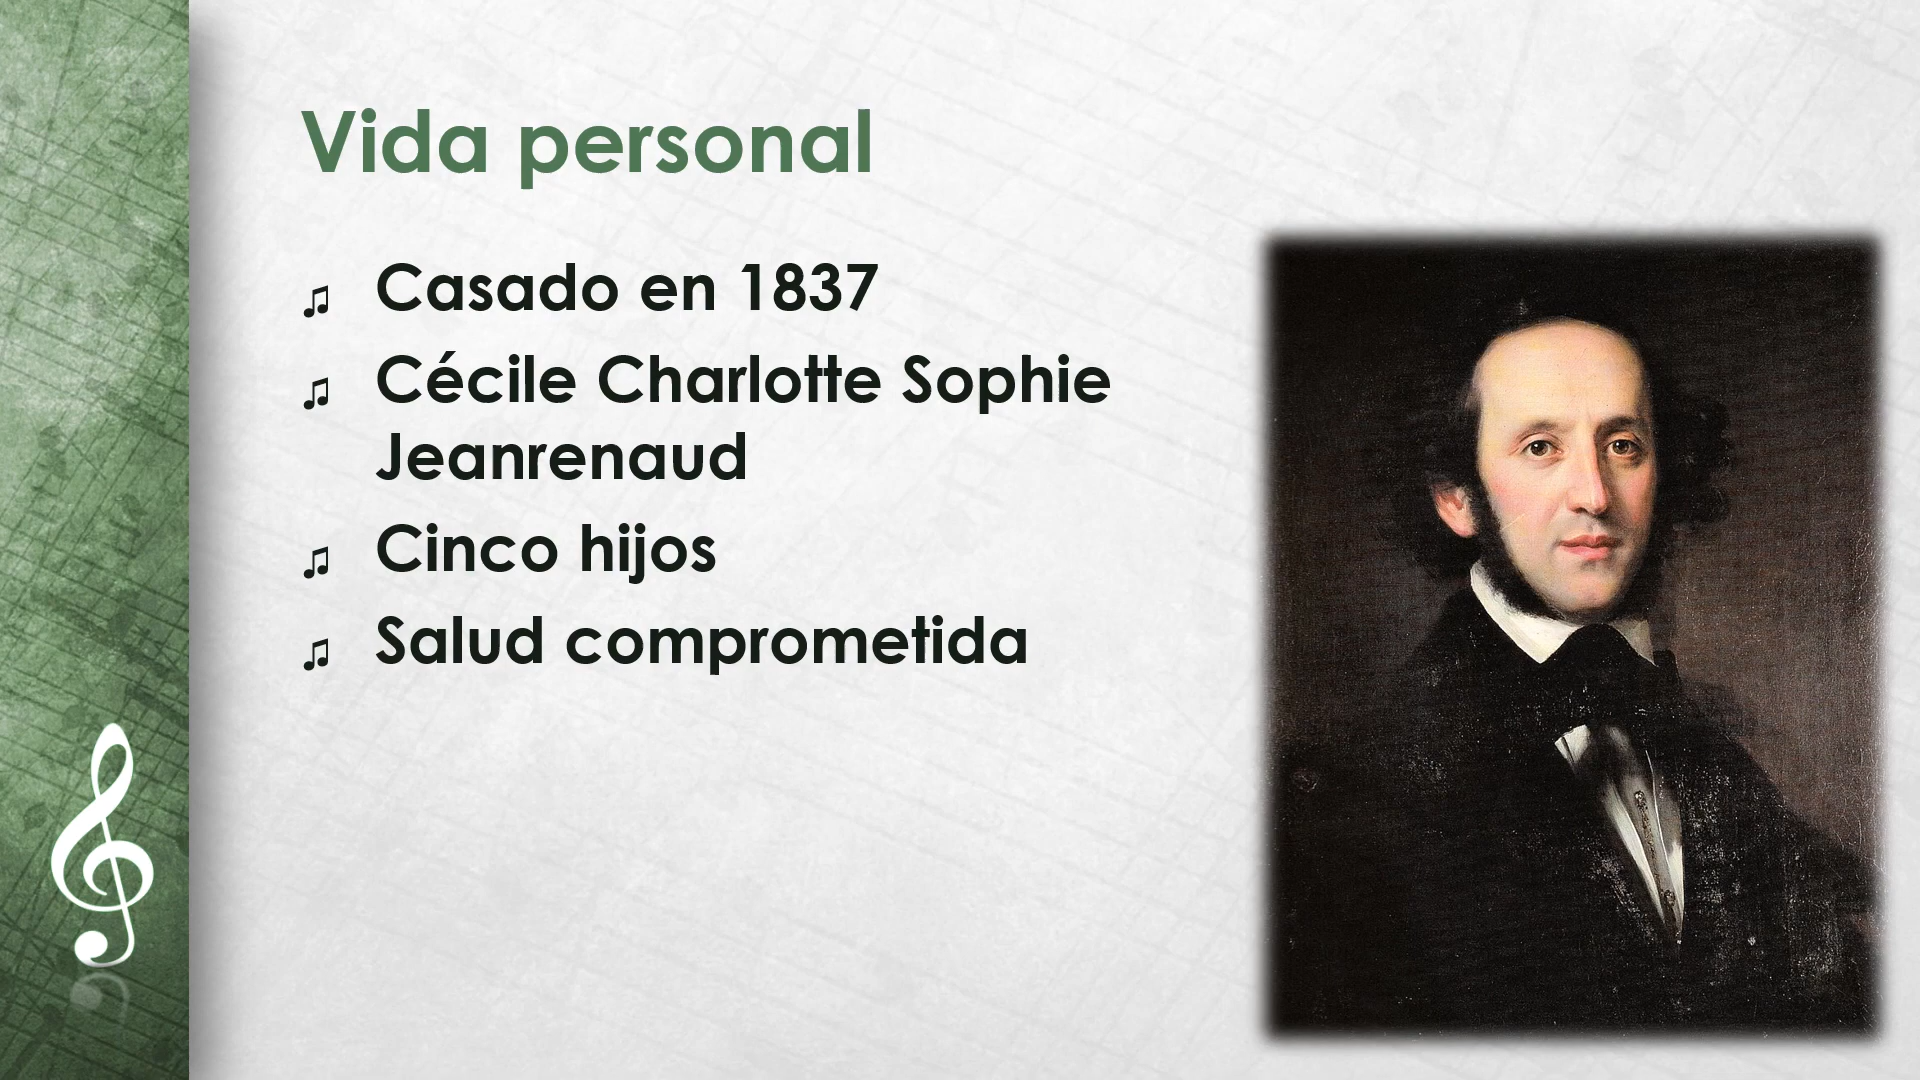 Vida personal
♫ Casado en 1837
♫ Cécile Charlotte Sophie
Jeanrenaud
♫ Cinco hijos
♫ Salud comprometida